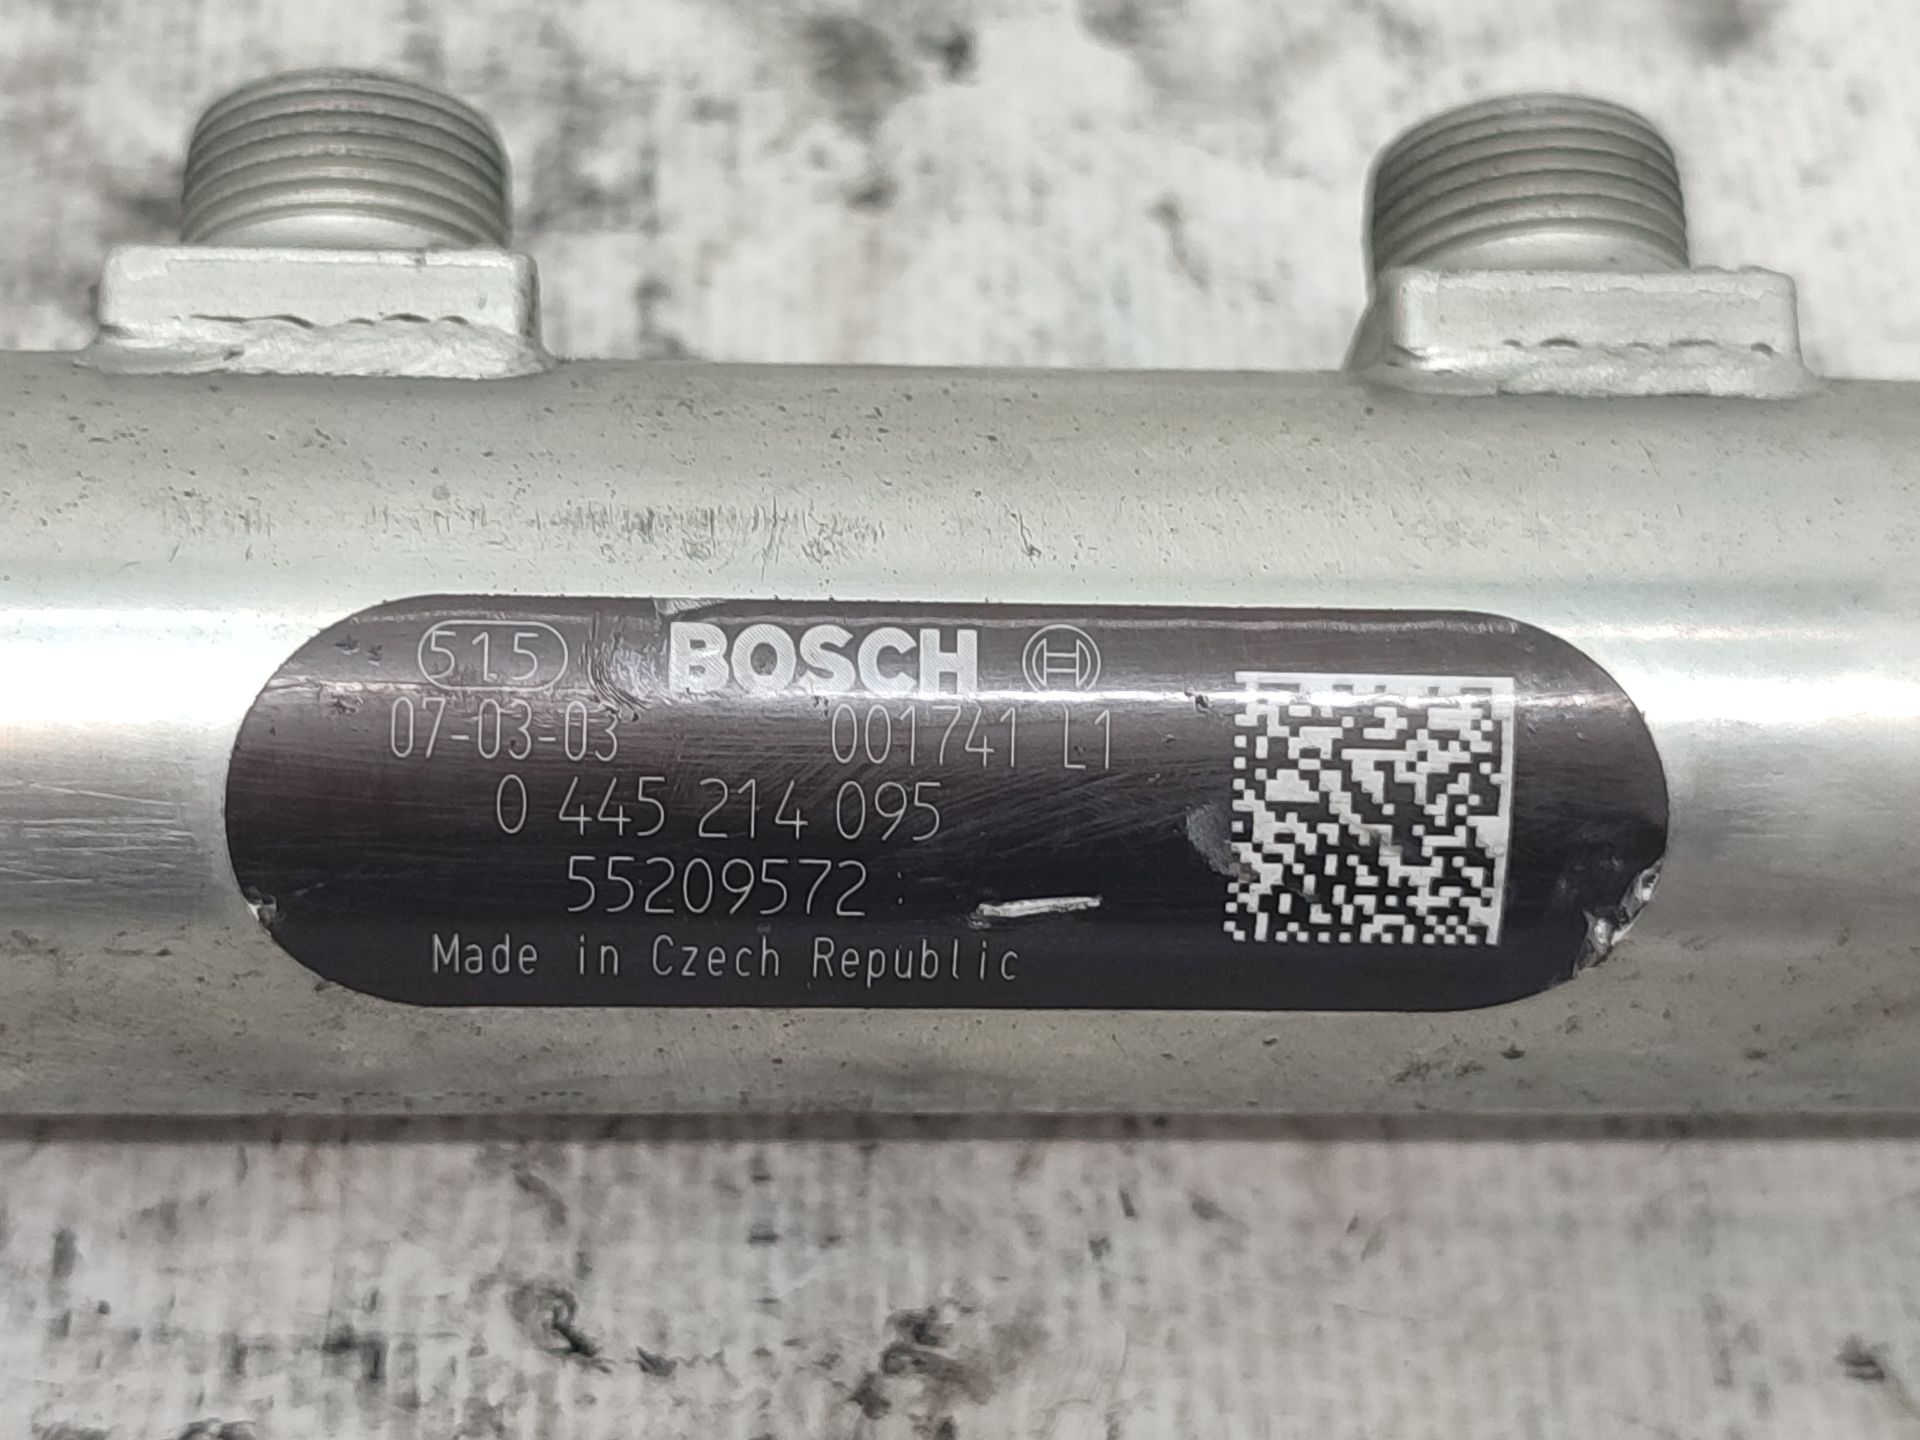 515 BOSCH
07-03-03 001741 L1
0 445 214 095
55209572
Made in Czech Republic